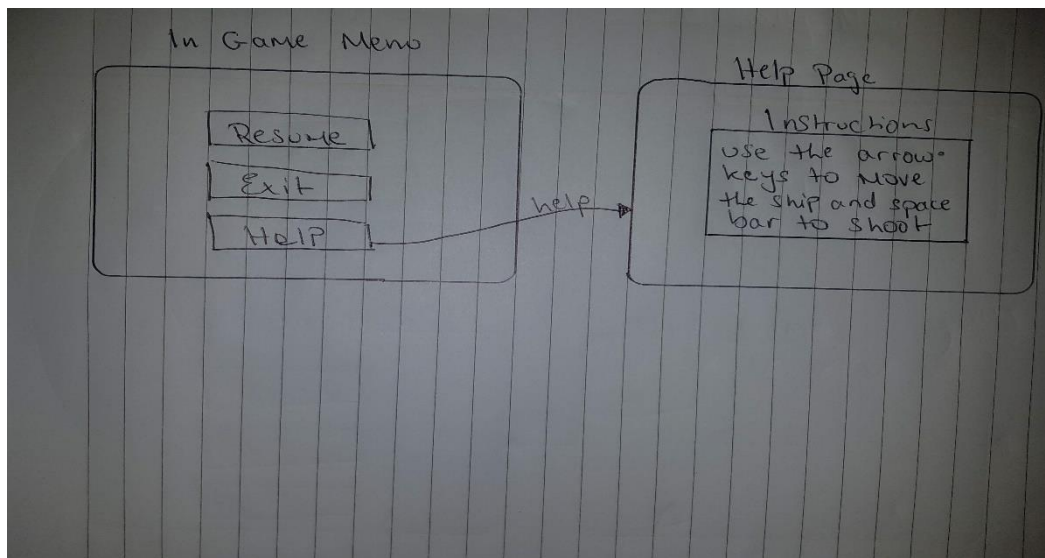 In Game Menu
Resume
Exit
Help
help
Help Page
Instructions
use the arrow
keys to move
the ship and space
bar to shoot